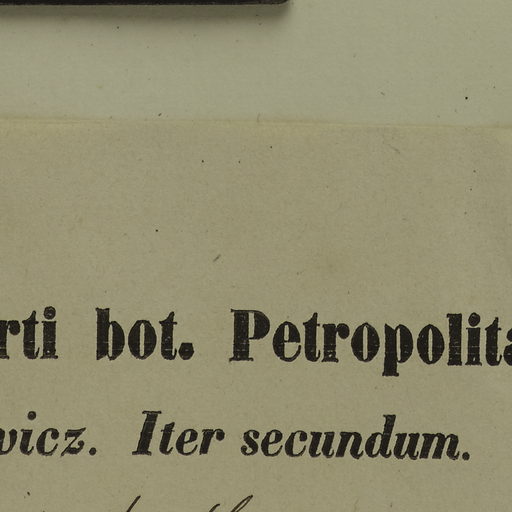 rti bot. Petropolita
wicz. Iter secundum.